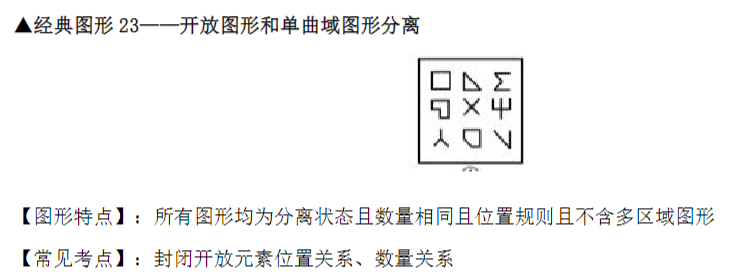 ▲经典图形 23——开放图形和单曲域图形分离
【图形特点】：所有图形均为分离状态且数量相同且位置规则且不含多区域图形
【常见考点】：封闭开放元素位置关系、数量关系